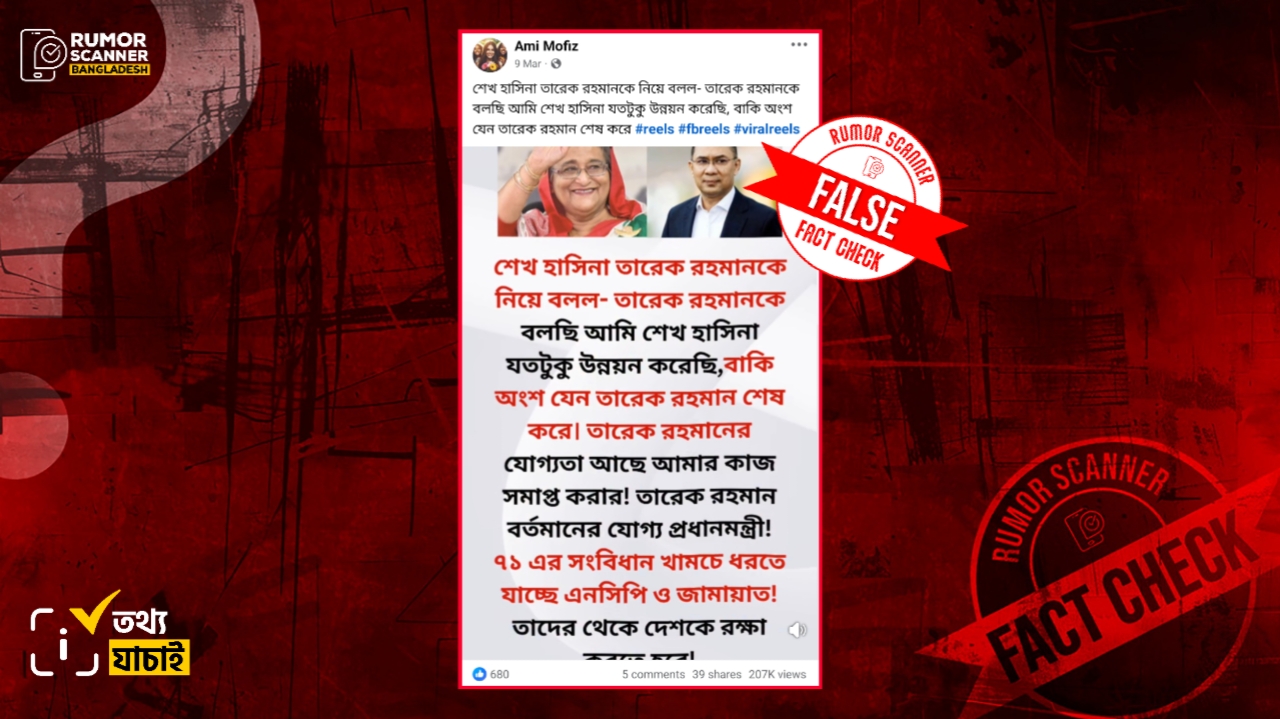 RUMOR
SCANNER
BANGLADESH
Ami Mofiz
9 Mar ·
শেখ হাসিনা তারেক রহমানকে নিয়ে বলল- তারেক রহমানকে
বলছি আমি শেখ হাসিনা যতটুকু উন্নয়ন করেছি, বাকি অংশ
যেন তারেক রহমান শেষ করে #reels #fbreels #viralreels
RUMOR SCANNER
FALSE
FACT CHECK
শেখ হাসিনা তারেক রহমানকে
নিয়ে বলল- তারেক রহমানকে
বলছি আমি শেখ হাসিনা
যতটুকু উন্নয়ন করেছি,বাকি
অংশ যেন তারেক রহমান শেষ
করে। তারেক রহমানের
যোগ্যতা আছে আমার কাজ
সমাপ্ত করার! তারেক রহমান
বর্তমানের যোগ্য প্রধানমন্ত্রী!
৭১ এর সংবিধান খামচে ধরতে
যাচ্ছে এনসিপি ও জামায়াত!
তাদের থেকে দেশকে রক্ষা
680
5 comments 39 shares 207K views
তথ্য
যাচাই
RUMOR SCANNER
FACT CHECK